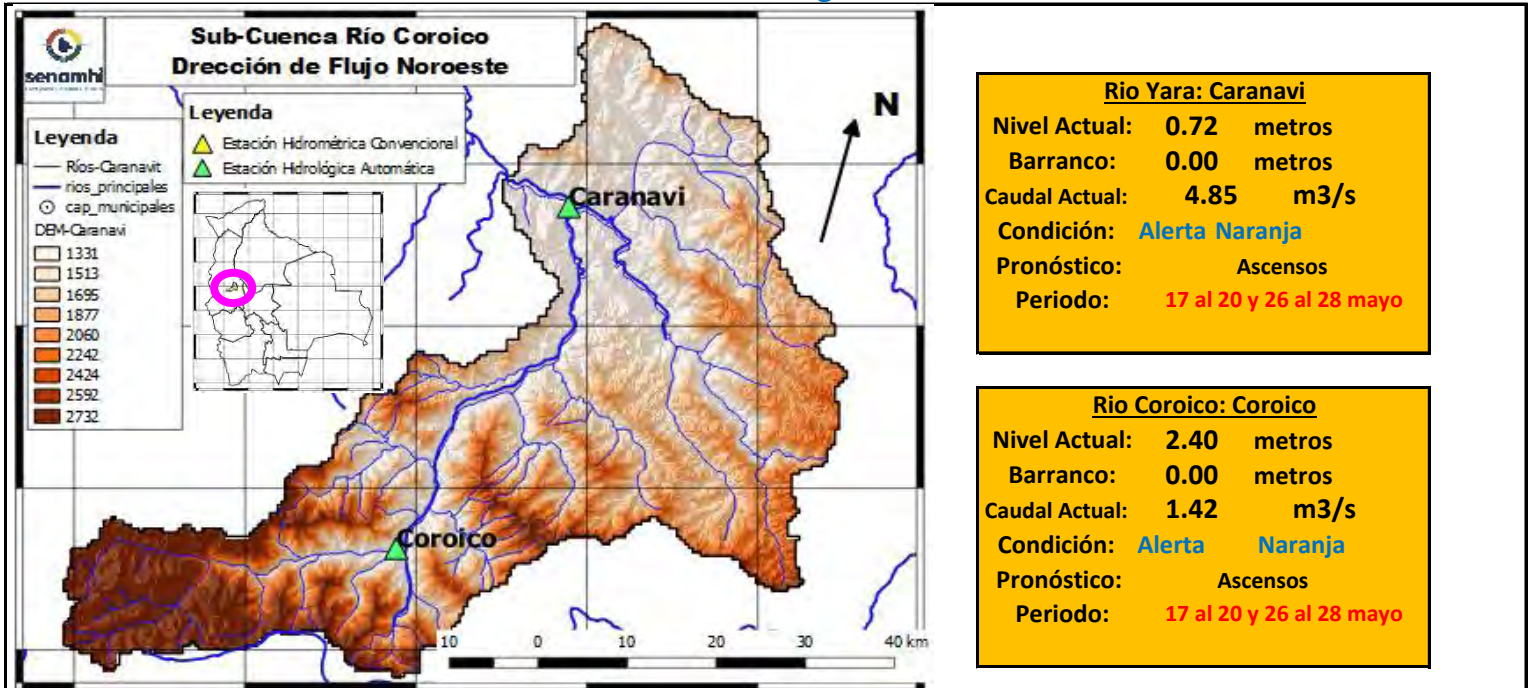 senamhi
Sub-Cuenca Río Coroico
Drección de Flujo Noroeste
Leyenda
Estación Hidrométrica Convencional
Estación Hidrológica Automática
Leyenda
Ríos-Caranavit
rios_principales
cap_municipales
DEM-Caranavi
1331
1513
1695
1877
2060
2242
2424
2592
2732
N
Caranavi
Coroico
10 0 10 20 30 40 km
Rio Yara: Caranavi
Nivel Actual: 0.72 metros
Barranco: 0.00 metros
Caudal Actual: 4.85 m3/s
Condición: Alerta Naranja
Pronóstico: Ascensos
Periodo: 17 al 20 y 26 al 28 mayo
Rio Coroico: Coroico
Nivel Actual: 2.40 metros
Barranco: 0.00 metros
Caudal Actual: 1.42 m3/s
Condición: Alerta Naranja
Pronóstico: Ascensos
Periodo: 17 al 20 y 26 al 28 mayo